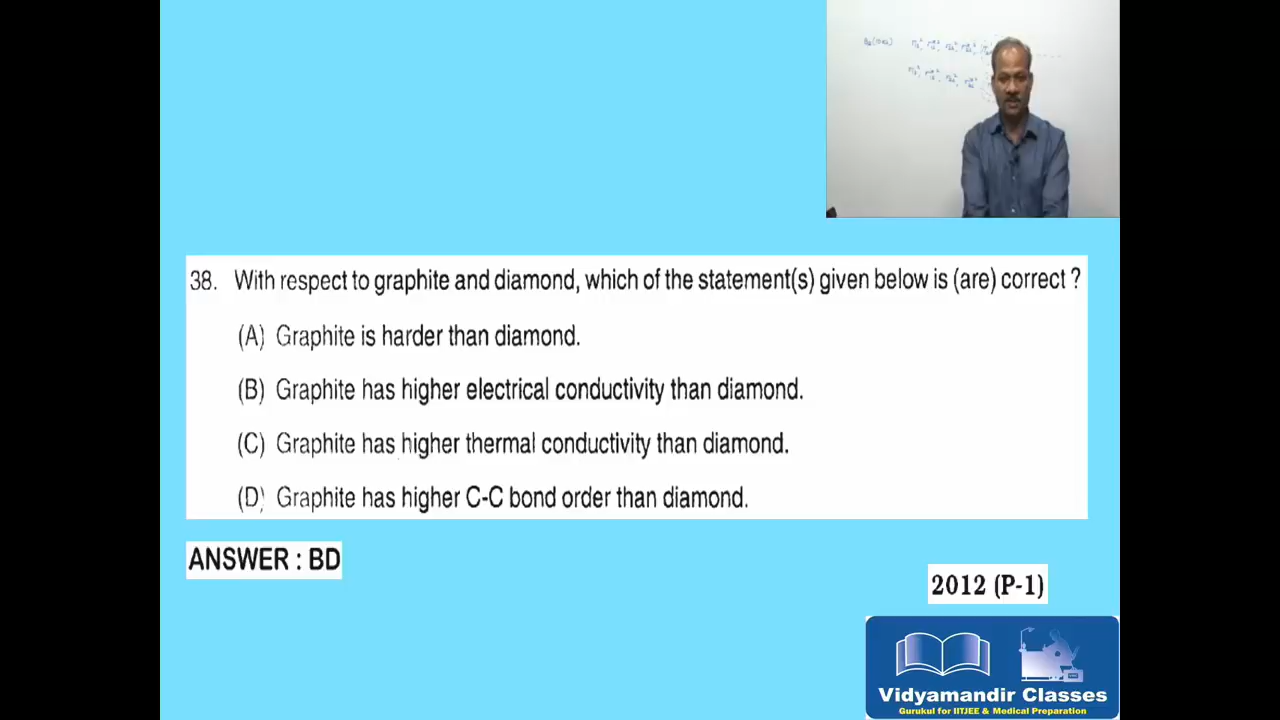 38. With respect to graphite and diamond, which of the statement(s) given below is (are) correct ?
(A) Graphite is harder than diamond.
(B) Graphite has higher electrical conductivity than diamond.
(C) Graphite has higher thermal conductivity than diamond.
(D) Graphite has higher C-C bond order than diamond.
ANSWER : BD
2012 (P-1)
Vidyamandir Classes
Gurukul for IITJEE & Medical Preparation